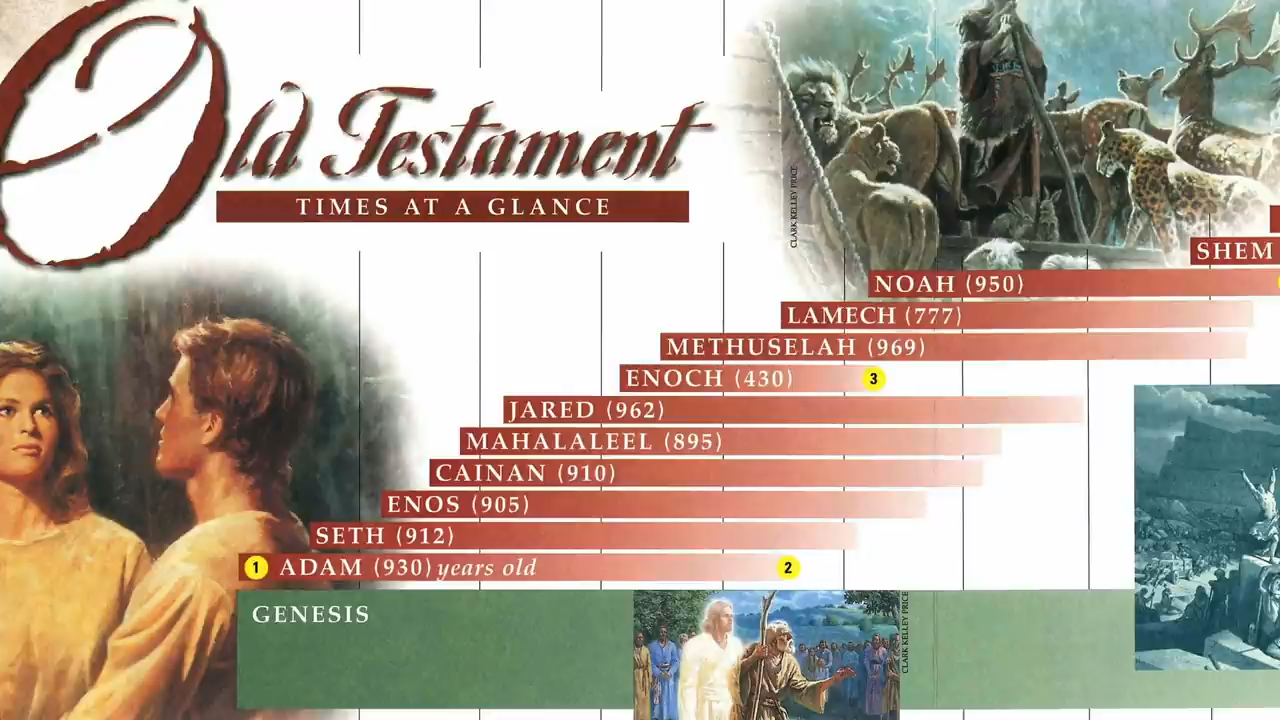 Old Testament
TIMES AT A GLANCE
CLARK KELLEY PRICE
SHEM
NOAH (950)
LAMECH (777)
METHUSELAH (969)
ENOCH (430) 3
JARED (962)
MAHALALEEL (895)
CAINAN (910)
ENOS (905)
SETH (912)
1 ADAM (930) years old 2
GENESIS
CLARK KELLEY PRICE